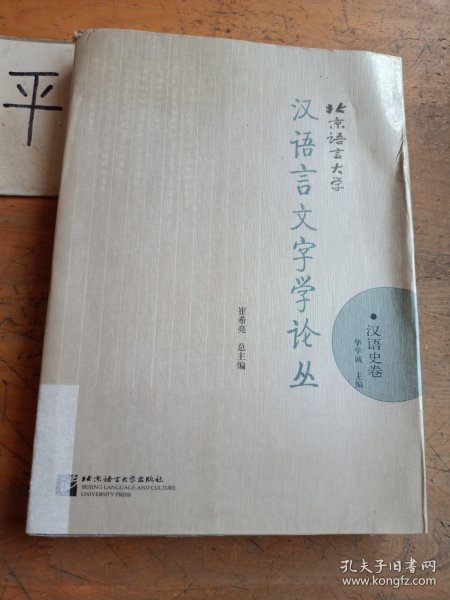 平
北京语言大学
汉语言文字学论丛
崔希亮 总主编
·汉语史卷
华学诚 主编
北京语言大学出版社
BEIJING LANGUAGE AND CULTURE
UNIVERSITY PRESS
孔夫子旧书网
www.kongfz.com